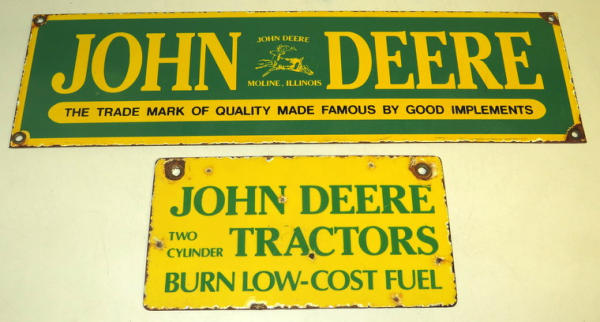 JOHN DEERE
JOHN DEERE
MOLINE, ILLINOIS
THE TRADE MARK OF QUALITY MADE FAMOUS BY GOOD IMPLEMENTS
JOHN DEERE
TWO CYLINDER TRACTORS
BURN LOW-COST FUEL